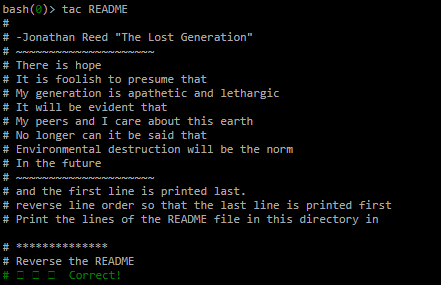 bash(0)> tac README
#
# -Jonathan Reed "The Lost Generation"
# ~~~~~~~~~~~~~~~~~~~~~
# There is hope
# It is foolish to presume that
# My generation is apathetic and lethargic
# It will be evident that
# My peers and I care about this earth
# No longer can it be said that
# Environmental destruction will be the norm
# In the future
# ~~~~~~~~~~~~~~~~~~~~~
# and the first line is printed last.
# reverse line order so that the last line is printed first
# Print the lines of the README file in this directory in

# **************
# Reverse the README
# □ □ □  Correct!